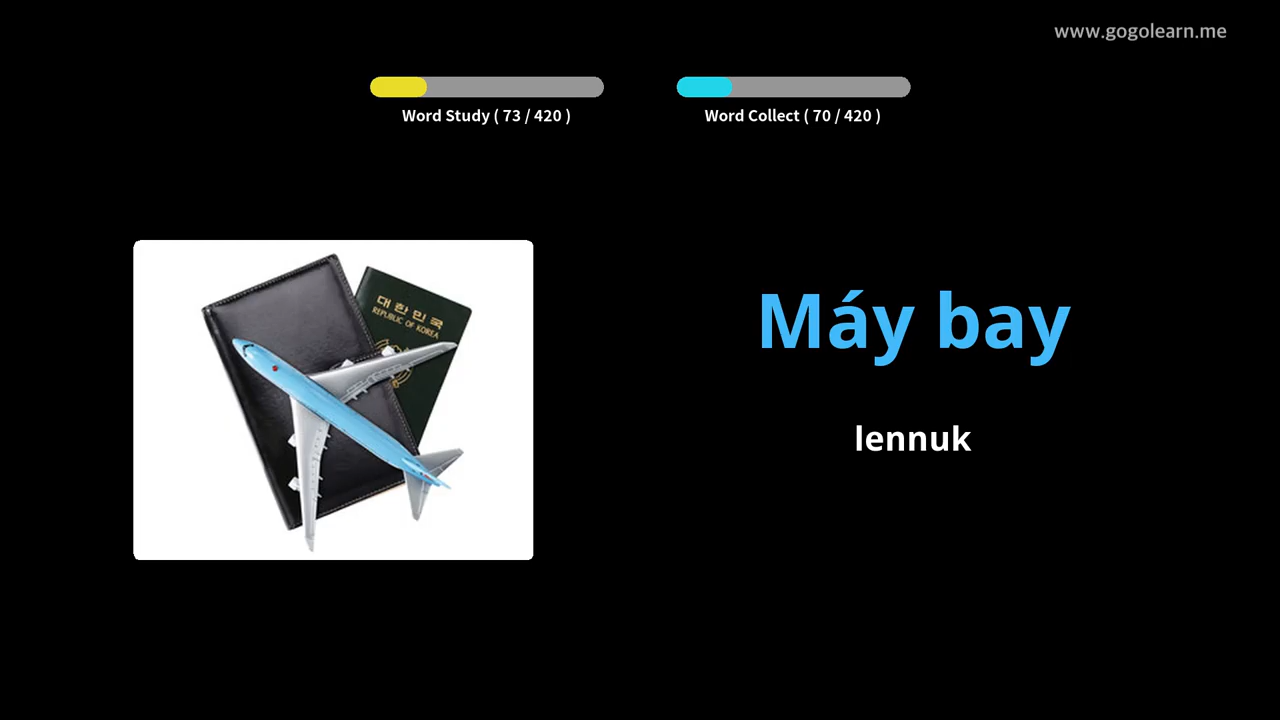 www.gogolearn.me
Word Study ( 73 / 420 )
Word Collect ( 70 / 420 )
대한민국
REPUBLIC OF KOREA
Máy bay
lennuk